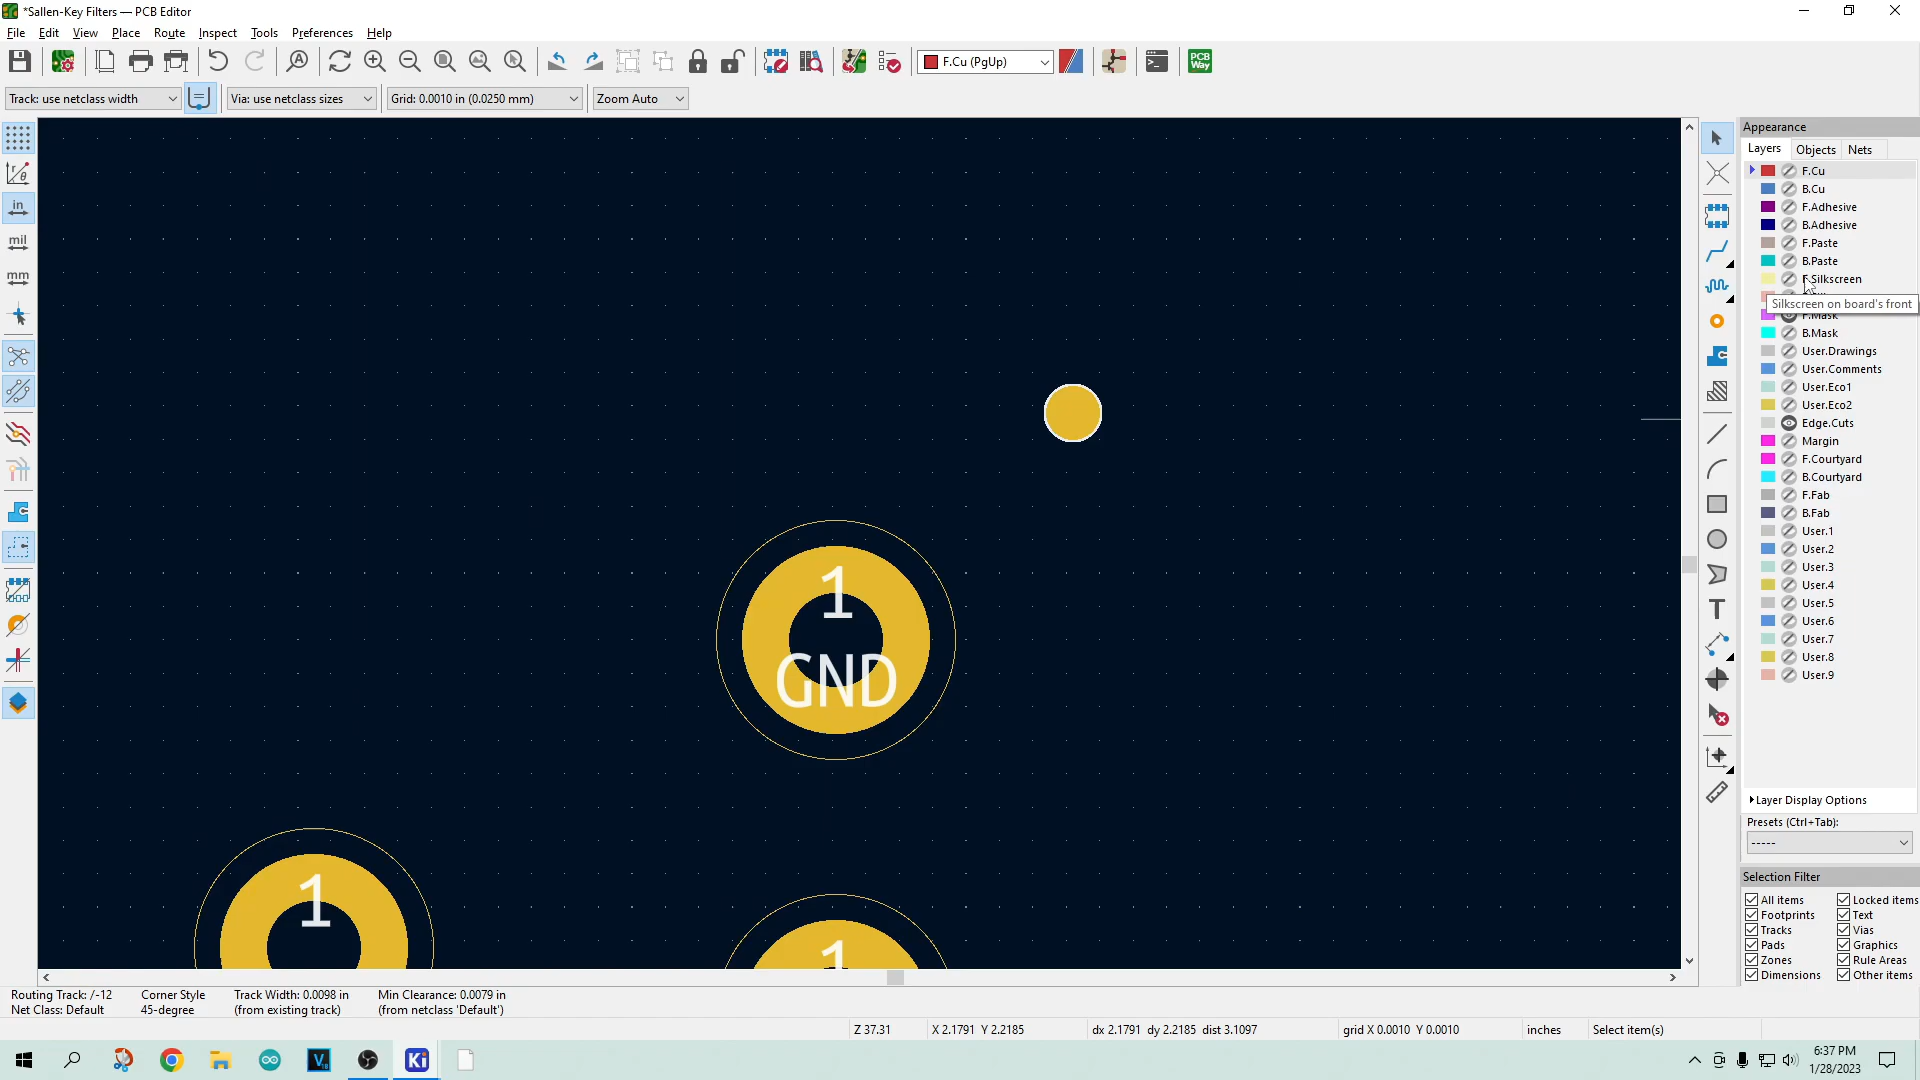 *Sallen-Key Filters — PCB Editor
File Edit View Place Route Inspect Tools Preferences Help
F.Cu (PgUp)
PCB
Way
Track: use netclass width
Via: use netclass sizes
Grid: 0.0010 in (0.0250 mm)
Zoom Auto
in
mil
mm
1
GND
1
1
Appearance
Layers Objects Nets
F.Cu
B.Cu
F.Adhesive
B.Adhesive
F.Paste
B.Paste
F.Silkscreen
Silkscreen on board's front
F.Mask
B.Mask
User.Drawings
User.Comments
User.Eco1
User.Eco2
Edge.Cuts
Margin
F.Courtyard
B.Courtyard
F.Fab
B.Fab
User.1
User.2
User.3
User.4
User.5
User.6
User.7
User.8
User.9
Layer Display Options
Presets (Ctrl+Tab):
-----
Selection Filter
All items Locked items
Footprints Text
Tracks Vias
Pads Graphics
Zones Rule Areas
Dimensions Other items
Routing Track: /-12 Corner Style Track Width: 0.0098 in Min Clearance: 0.0079 in
Net Class: Default 45-degree (from existing track) (from netclass 'Default')
Z 37.31 X 2.1791 Y 2.2185 dx 2.1791 dy 2.2185 dist 3.1097 grid X 0.0010 Y 0.0010 inches Select item(s)
Ki
6:37 PM
1/28/2023